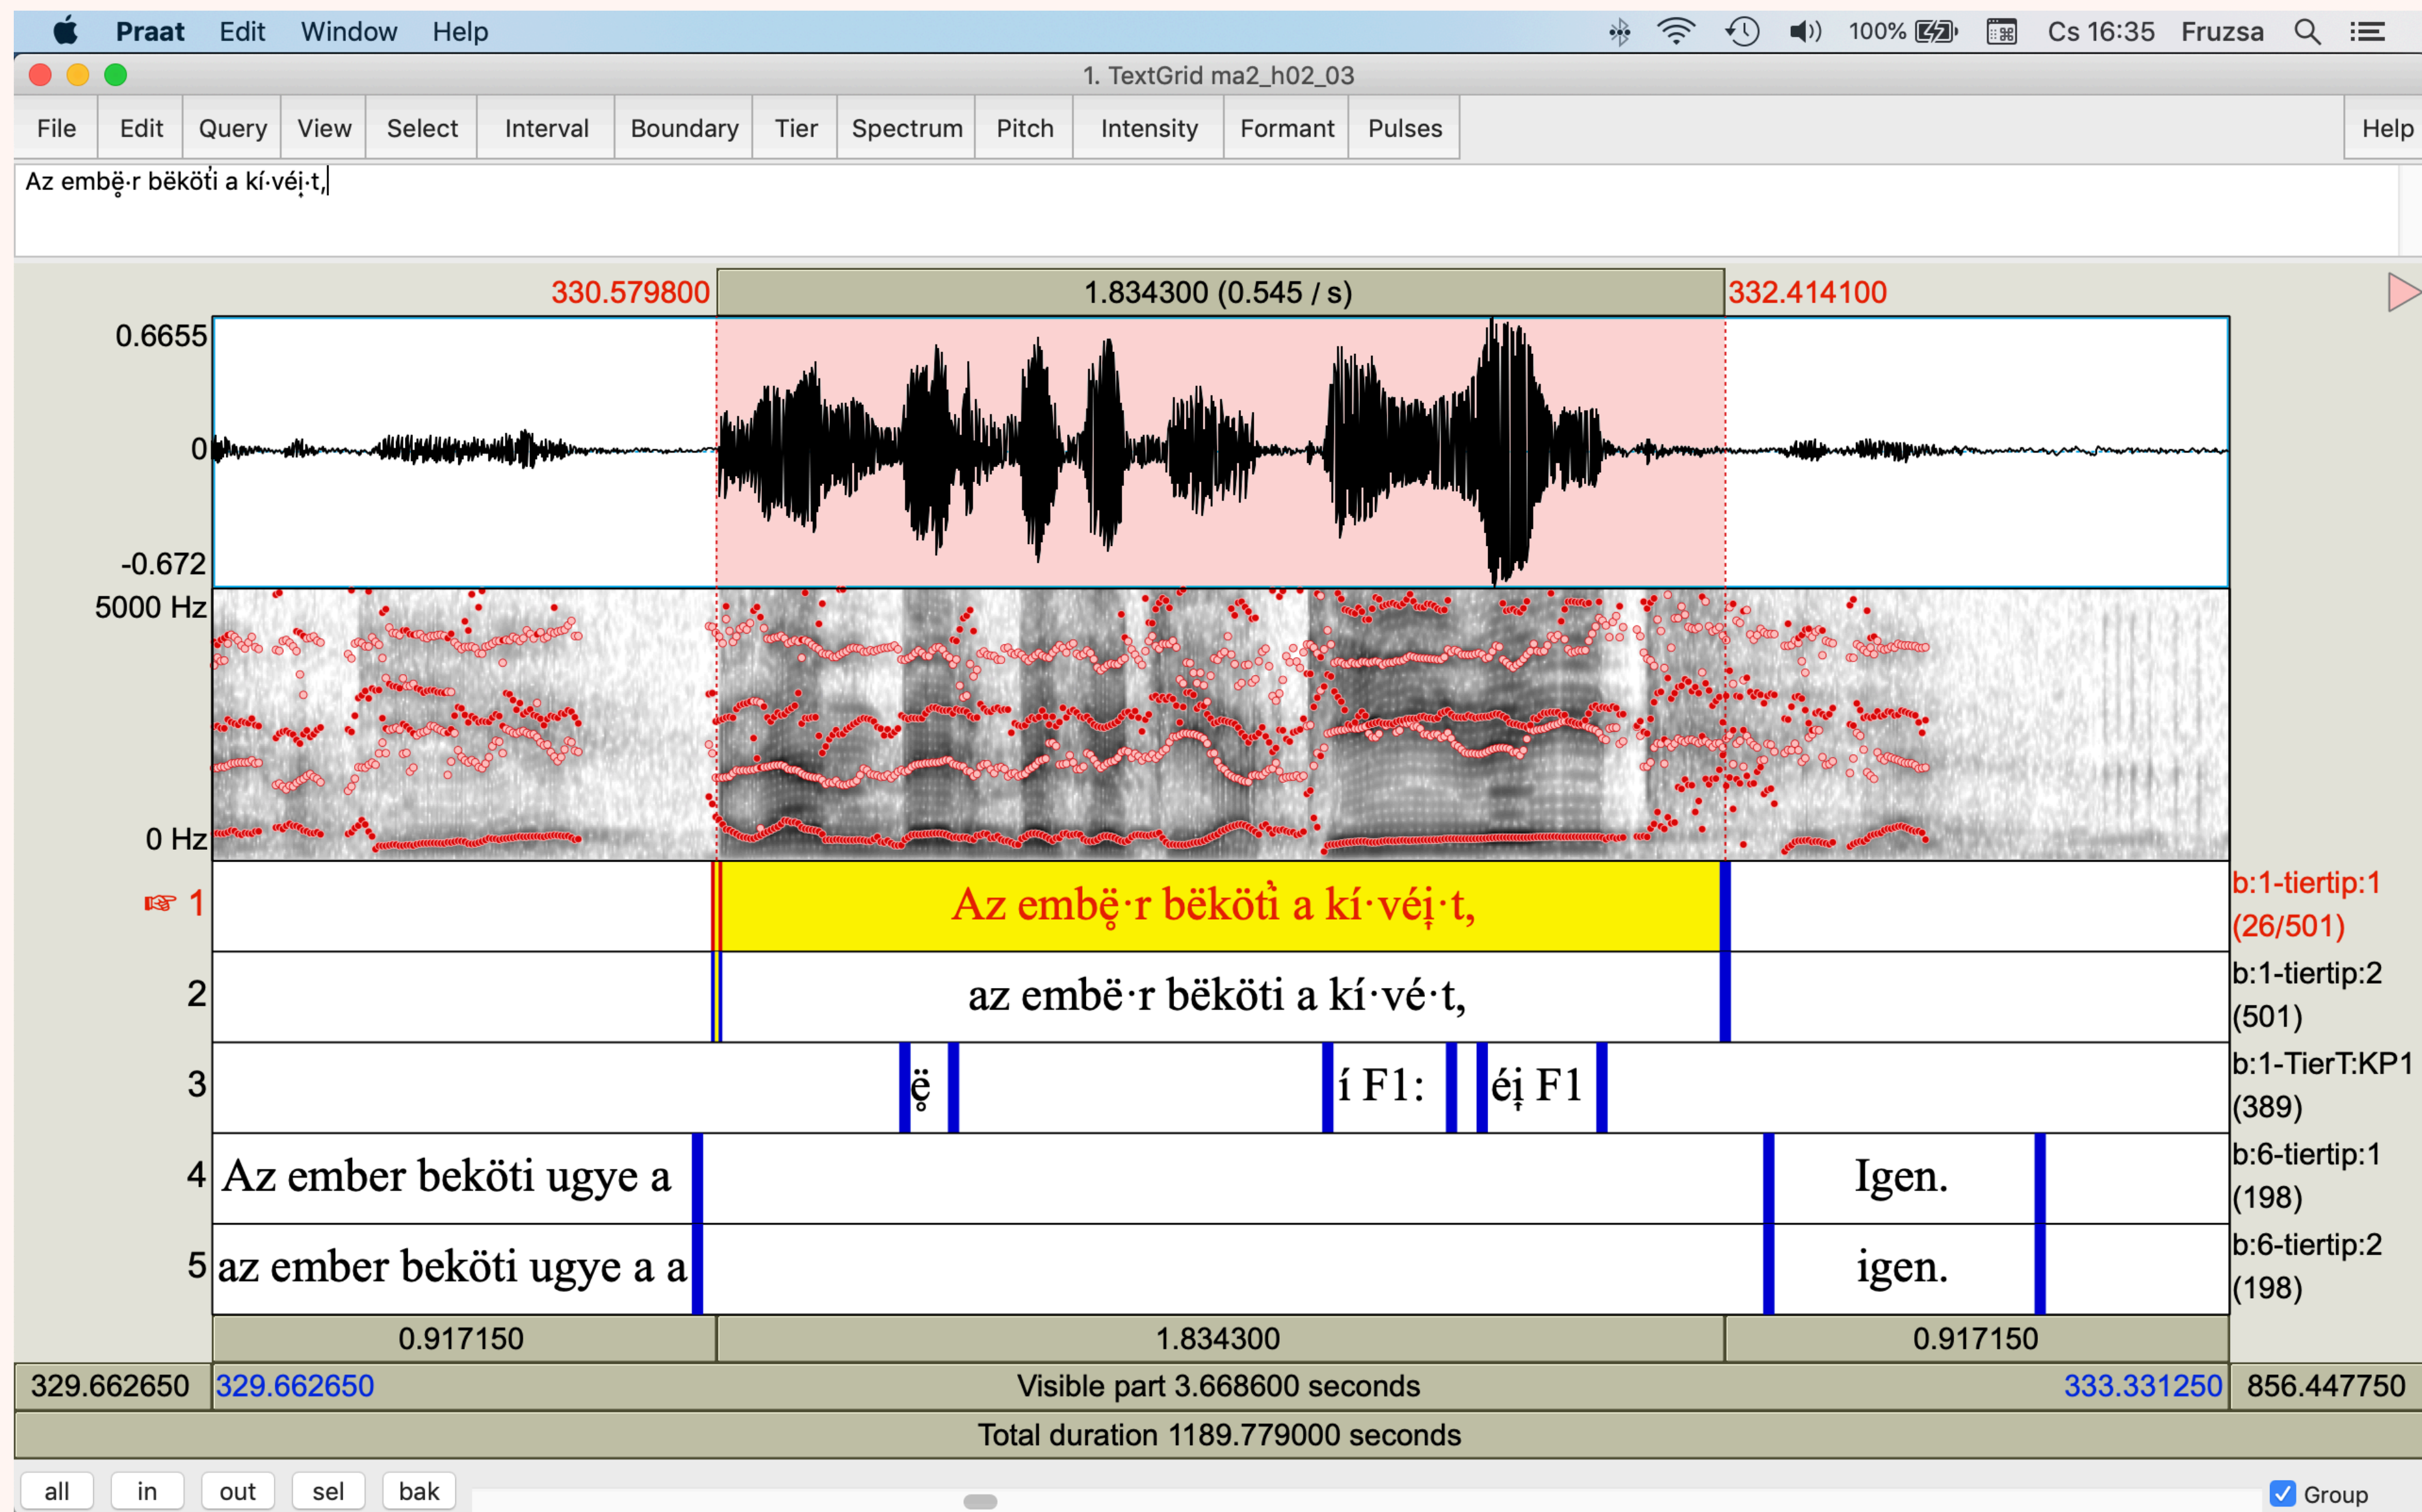 Praat Edit Window Help 100% Cs 16:35 Fruzsa
1. TextGrid ma2_h02_03
File Edit Query View Select Interval Boundary Tier Spectrum Pitch Intensity Formant Pulses Help
Az embë̥·r bëköti̓ a kí·véi̭·t,
330.579800 1.834300 (0.545 / s) 332.414100
0.6655
0
-0.672
5000 Hz
0 Hz
1 Az embë̥·r bëköti̓ a kí·véi̭·t, b:1-tiertip:1
(26/501)
2 az embë·r bëköti a kí·vé·t, b:1-tiertip:2
(501)
3 ë̥ í F1: éi̭ F1 b:1-TierT:KP1
(389)
4 Az ember beköti ugye a Igen. b:6-tiertip:1
(198)
5 az ember beköti ugye a a igen. b:6-tiertip:2
(198)
0.917150 1.834300 0.917150
329.662650 329.662650 Visible part 3.668600 seconds 333.331250 856.447750
Total duration 1189.779000 seconds
all in out sel bak Group